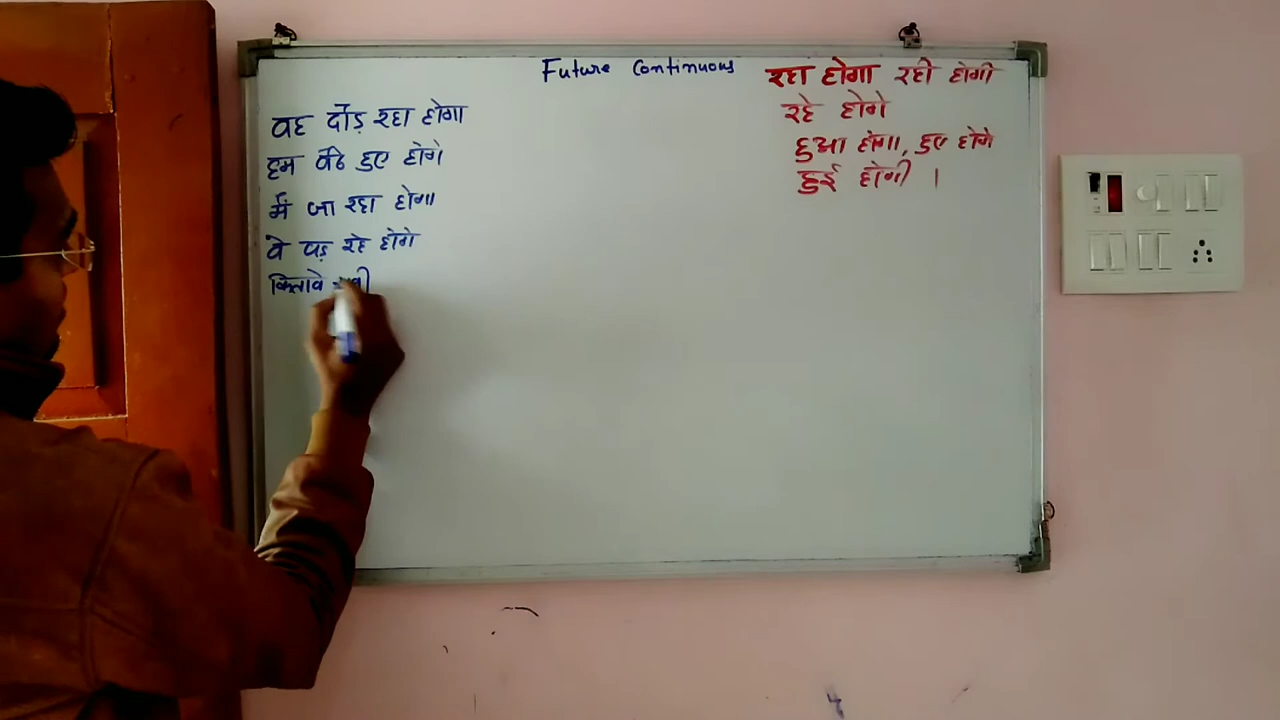 Future Continuous
रहा होगा रही होगी
रहे होगे
हुआ होगा, हुए होगे
हुई होगी ।
वह दौड़ रहा होगा
हम बैठे हुए होगे
मैं जा रहा होगा
वे पढ़ रहे होगे
किताबे